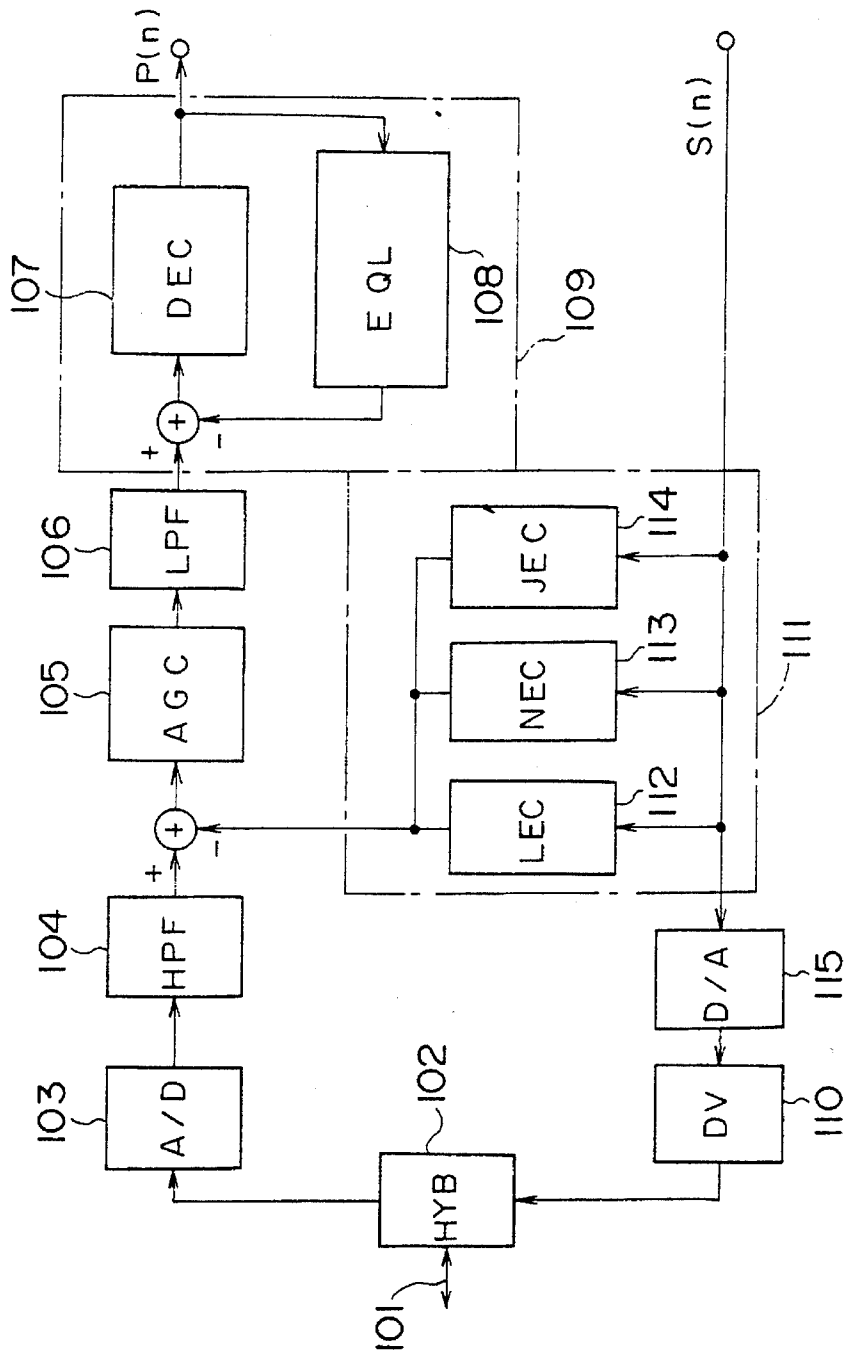 P(n)
107
DEC
EQL
108
109
+
+
-
106
LPF
105
AGC
+
+
-
104
HPF
103
A/D
102
HYB
101
JEC
114
NEC
113
LEC
112
111
S(n)
D/A
115
DV
110